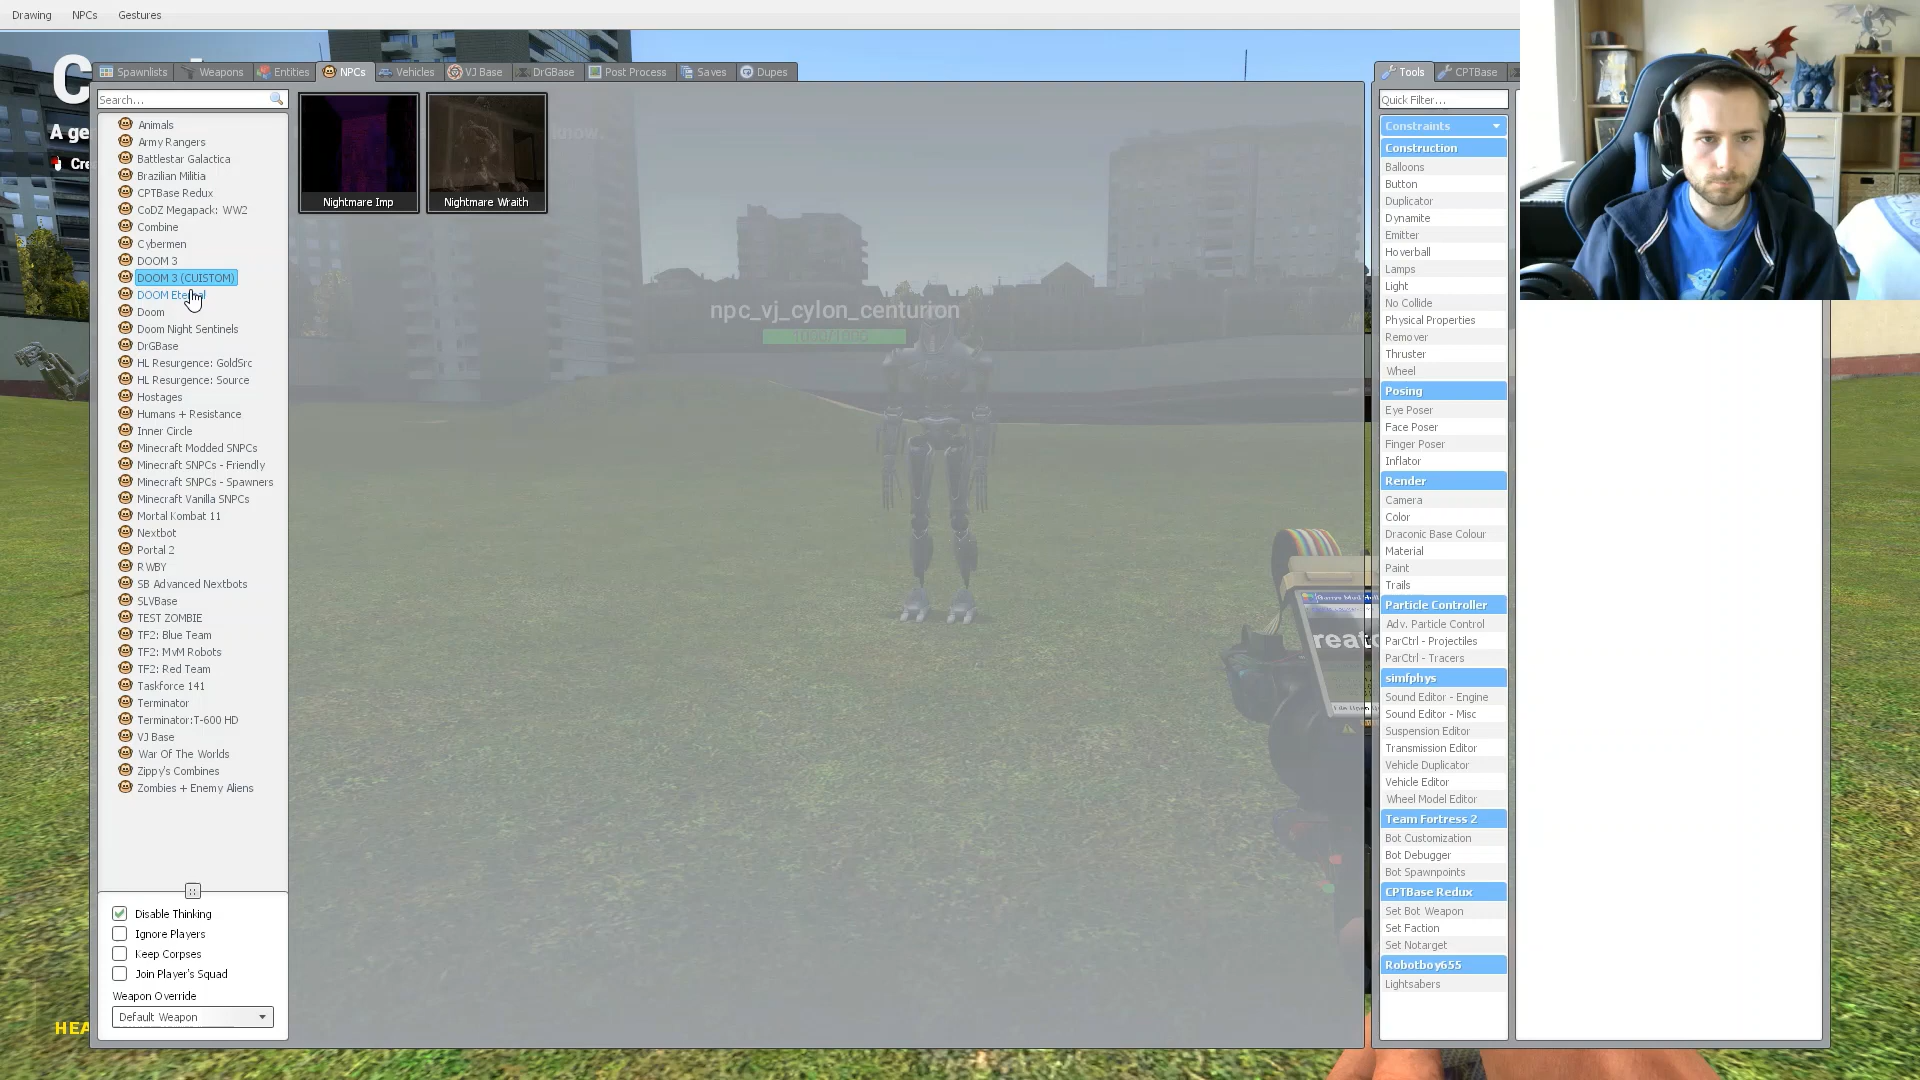 Drawing NPCs Gestures
Spawnlists Weapons Entities NPCs Vehicles VJ Base DrGBase Post Process Saves Dupes
Tools CPTBase
C
A ge
know.
Cre
Search...
Animals
Army Rangers
Battlestar Galactica
Brazilian Militia
CPTBase Redux
CoDZ Megapack: WW2
Combine
Cybermen
DOOM 3
DOOM 3 (CUISTOM)
DOOM Eternal
Doom
Doom Night Sentinels
DrGBase
HL Resurgence: GoldSrc
HL Resurgence: Source
Hostages
Humans + Resistance
Inner Circle
Minecraft Modded SNPCs
Minecraft SNPCs - Friendly
Minecraft SNPCs - Spawners
Minecraft Vanilla SNPCs
Mortal Kombat 11
Nextbot
Portal 2
RWBY
SB Advanced Nextbots
SLVBase
TEST ZOMBIE
TF2: Blue Team
TF2: MvM Robots
TF2: Red Team
Taskforce 141
Terminator
Terminator:T-600 HD
VJ Base
War Of The Worlds
Zippy's Combines
Zombies + Enemy Aliens
Disable Thinking
Ignore Players
Keep Corpses
Join Player's Squad
Weapon Override
Default Weapon
HEA
Nightmare Imp
Nightmare Wraith
npc_vj_cylon_centurion
reato
Quick Filter...
Constraints
Construction
Balloons
Button
Duplicator
Dynamite
Emitter
Hoverball
Lamps
Light
No Collide
Physical Properties
Remover
Thruster
Wheel
Posing
Eye Poser
Face Poser
Finger Poser
Inflator
Render
Camera
Color
Draconic Base Colour
Material
Paint
Trails
Particle Controller
Adv. Particle Control
ParCtrl - Projectiles
ParCtrl - Tracers
simfphys
Sound Editor - Engine
Sound Editor - Misc
Suspension Editor
Transmission Editor
Vehicle Duplicator
Vehicle Editor
Wheel Model Editor
Team Fortress 2
Bot Customization
Bot Debugger
Bot Spawnpoints
CPTBase Redux
Set Bot Weapon
Set Faction
Set Notarget
Robotboy655
Lightsabers